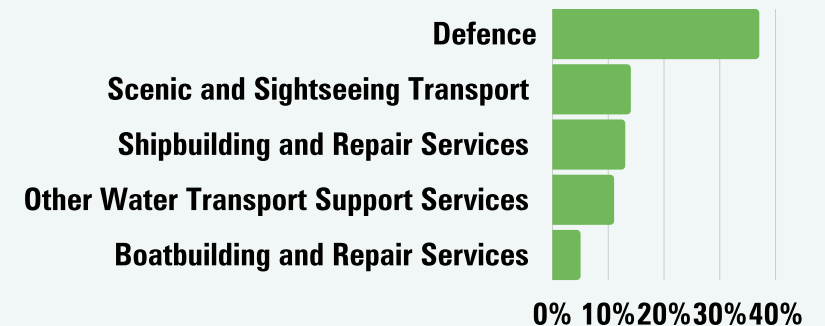 Defence
Scenic and Sightseeing Transport
Shipbuilding and Repair Services
Other Water Transport Support Services
Boatbuilding and Repair Services
0% 10%20%30%40%